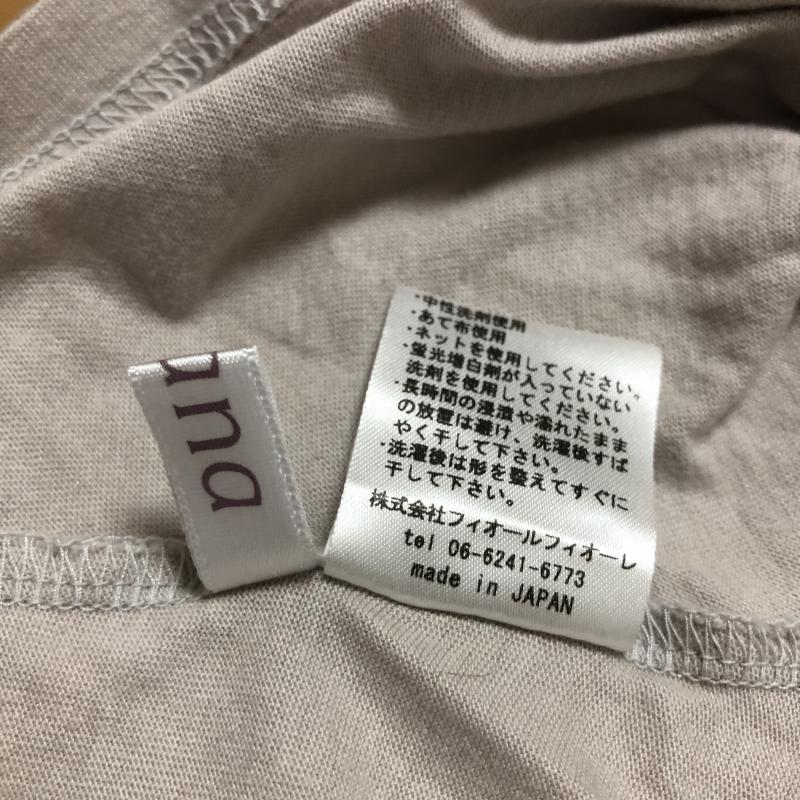 una
・中性洗剤使用
・あて布使用
・ネットを使用してください。
・蛍光増白剤が入っていない
洗剤を使用してください。
・長時間の浸漬や濡れたまま
の放置は避け、洗濯後すば
やく干して下さい。
・洗濯後は形を整えてすぐに
干して下さい。
株式会社フィオールフィオーレ
tel 06-6241-6773
made in JAPAN